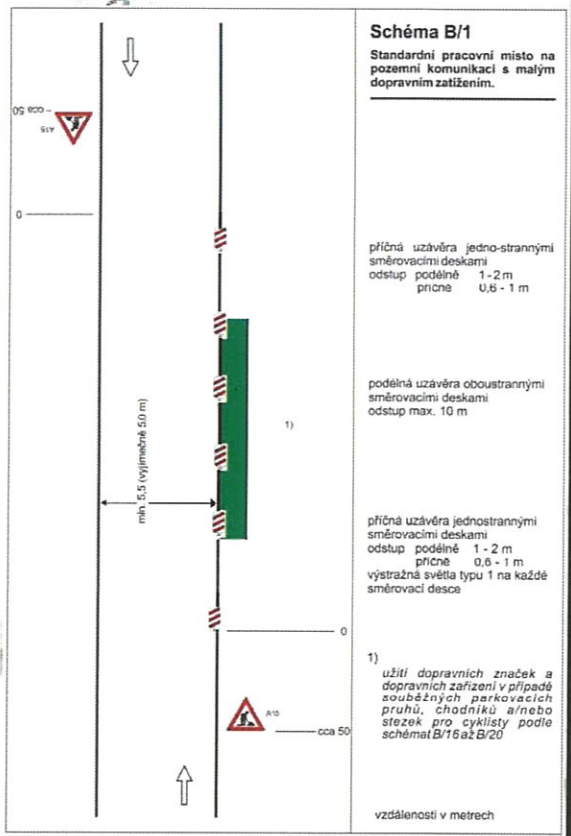 Schéma B/1
Standardní pracovní místo na
pozemní komunikaci s malým
dopravním zatížením.
cca 50
A15
0
příčná uzávěra jedno-strannými
směrovacími deskami
odstup podélně 1-2 m
příčně 0,6 - 1 m
podélná uzávěra oboustrannými
směrovacími deskami
odstup max. 10 m
1)
min. 5,5 (vyjímečně 5,0 m)
příčná uzávěra jednostrannými
směrovacími deskami
odstup podélně 1 - 2 m
příčně 0,6 - 1 m
výstražná světla typu 1 na každé
směrovací desce
0
1)
užití dopravních značek a
dopravních zařízení v případě
souběžných parkovacích
pruhů, chodníků a/nebo
stezek pro cyklisty podle
schémat B/16 až B/20
A15
cca 50
vzdálenosti v metrech